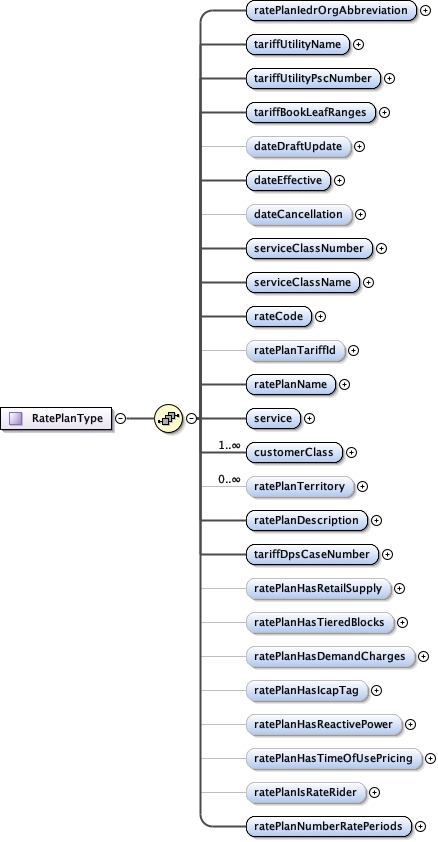 ratePlanIedrOrgAbbreviation
tariffUtilityName
tariffUtilityPscNumber
tariffBookLeafRanges
dateDraftUpdate
dateEffective
dateCancellation
serviceClassNumber
serviceClassName
rateCode
ratePlanTariffId
ratePlanName
RatePlanType
service
1..∞
customerClass
0..∞
ratePlanTerritory
ratePlanDescription
tariffDpsCaseNumber
ratePlanHasRetailSupply
ratePlanHasTieredBlocks
ratePlanHasDemandCharges
ratePlanHasIcapTag
ratePlanHasReactivePower
ratePlanHasTimeOfUsePricing
ratePlanIsRateRider
ratePlanNumberRatePeriods